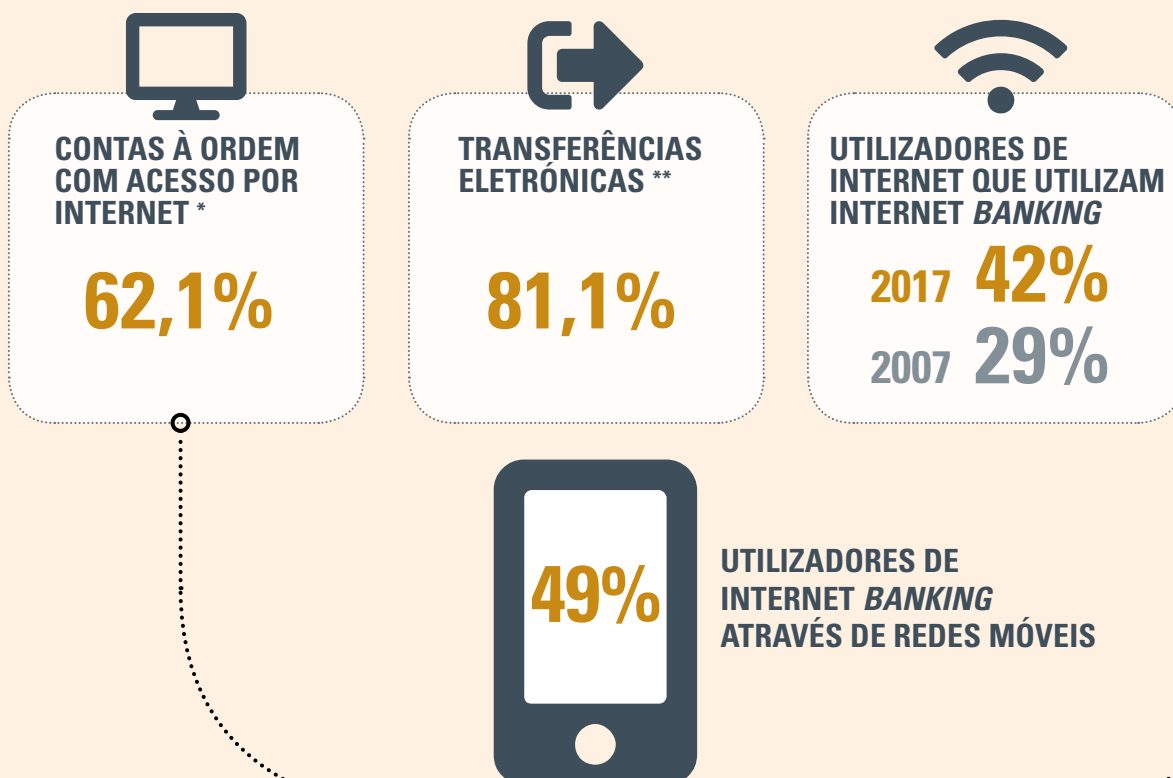 CONTAS À ORDEM
COM ACESSO POR
INTERNET *
62,1%
TRANSFERÊNCIAS
ELETRÓNICAS **
81,1%
UTILIZADORES DE
INTERNET QUE UTILIZAM
INTERNET BANKING
2017 42%
2007 29%
49%
UTILIZADORES DE
INTERNET BANKING
ATRAVÉS DE REDES MÓVEIS